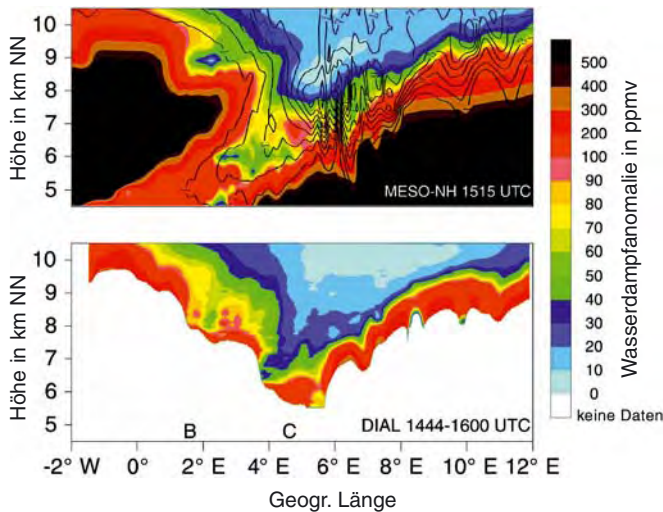 10
9
8
7
6
5
Höhe in km NN
MESO-NH 1515 UTC
10
9
8
7
6
5
Höhe in km NN
B
C
DIAL 1444-1600 UTC
-2° W
0°
2° E
4° E
6° E
8° E
10° E
12° E
Geogr. Länge
500
400
300
200
100
90
80
70
60
50
40
30
20
10
0
keine Daten
Wasserdampfanomalie in ppmv